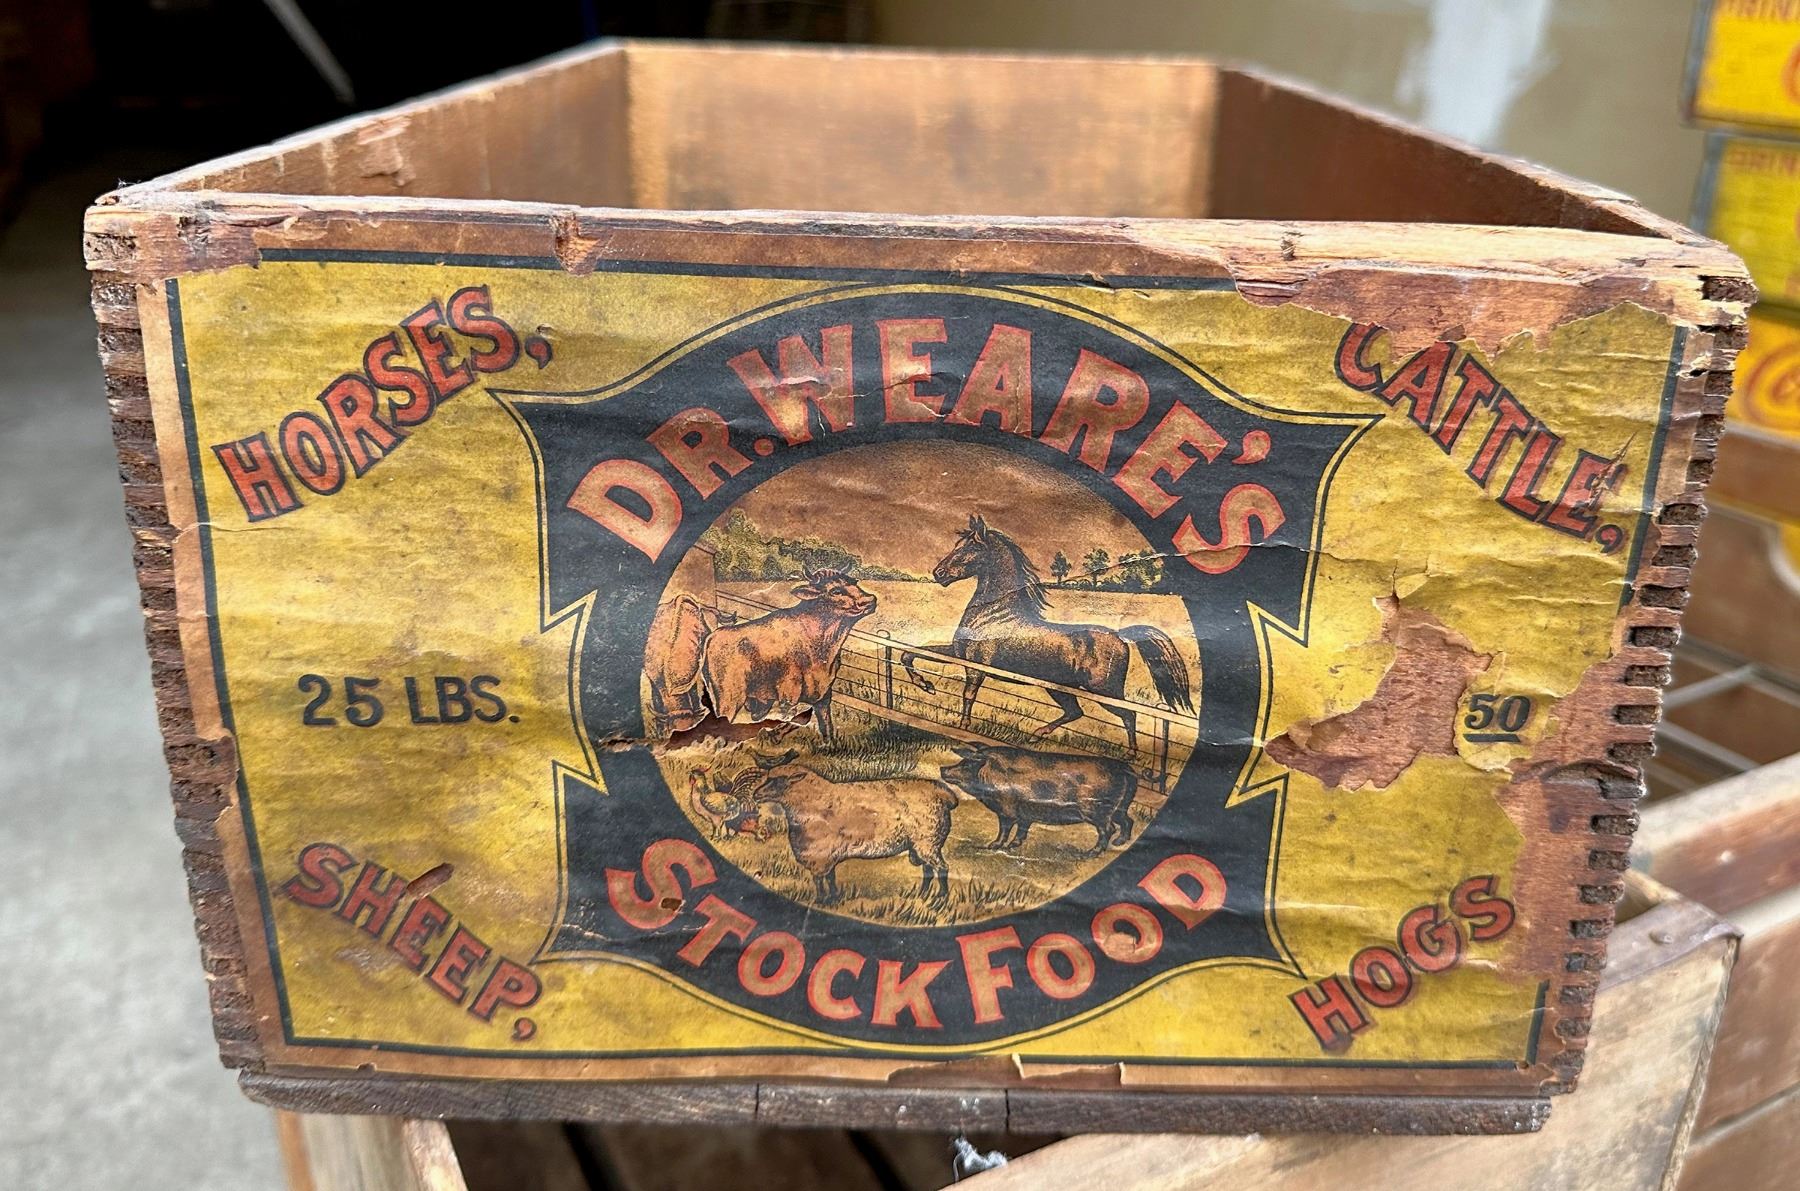 HORSES,
CATTLE,
DR. WEARE'S
25 LBS.
50
STOCK FOOD
SHEEP,
HOGS